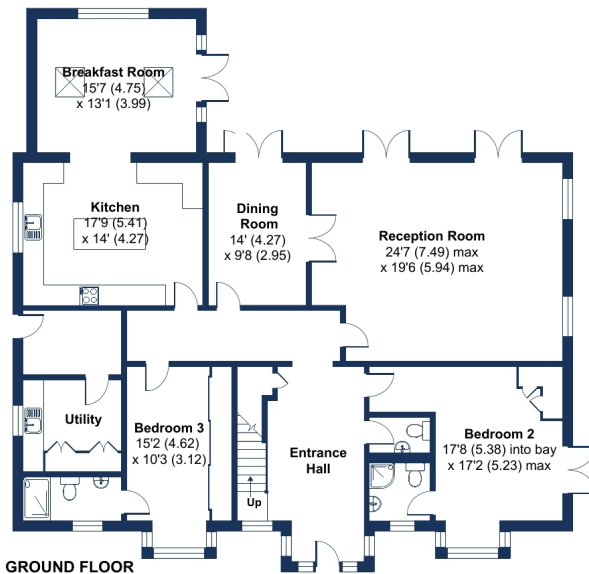 Breakfast Room
15'7 (4.75)
x 13'1 (3.99)
Kitchen
17'9 (5.41)
x 14' (4.27)
Dining
Room
14' (4.27)
x 9'8 (2.95)
Reception Room
24'7 (7.49) max
x 19'6 (5.94) max
Utility
Bedroom 3
15'2 (4.62)
x 10'3 (3.12)
Up
Entrance
Hall
Bedroom 2
17'8 (5.38) into bay
x 17'2 (5.23) max
GROUND FLOOR